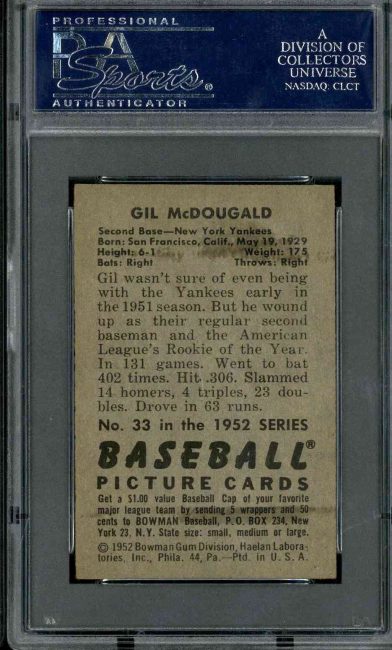 PROFESSIONAL
PSA
Sports®
AUTHENTICATOR
A
DIVISION OF
COLLECTORS
UNIVERSE
NASDAQ: CLCT
GIL McDOUGALD
Second Base—New York Yankees
Born: San Francisco, Calif., May 19, 1929
Height: 6-1 Weight: 175
Bats: Right Throws: Right
Gil wasn't sure of even being
with the Yankees early in
the 1951 season. But he wound
up as their regular second
baseman and the American
League's Rookie of the Year.
In 131 games. Went to bat
402 times. Hit .306. Slammed
14 homers, 4 triples, 23 dou-
bles. Drove in 63 runs.
No. 33 in the 1952 SERIES
BASEBALL®
PICTURE CARDS
Get a $1.00 value Baseball Cap of your favorite
major league team by sending 5 wrappers and 50
cents to BOWMAN Baseball, P. O. BOX 234, New
York 23, N. Y. State size: small, medium or large.
© 1952 Bowman Gum Division, Haelan Labora-
tories, Inc., Phila. 44, Pa.—Ptd. in U. S. A.